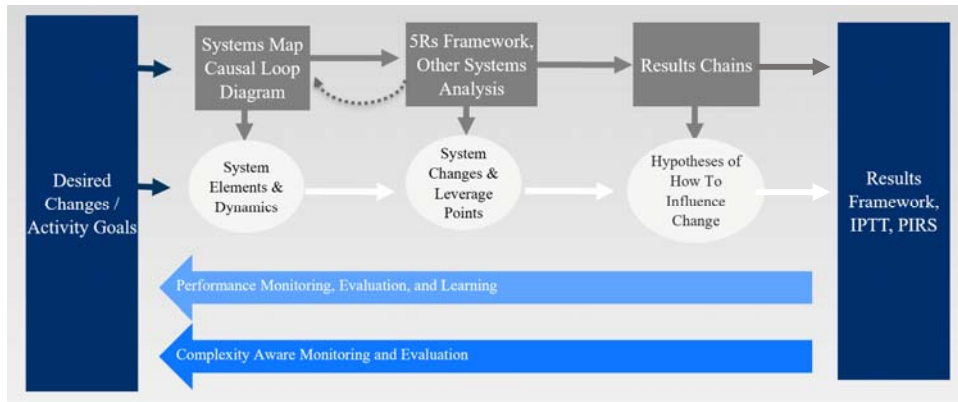 Desired
Changes /
Activity Goals
Systems Map
Causal Loop
Diagram
5Rs Framework,
Other Systems
Analysis
Results Chains
System
Elements &
Dynamics
System
Changes &
Leverage
Points
Hypotheses of
How To
Influence
Change
Results
Framework,
IPTT, PIRS
Performance Monitoring, Evaluation, and Learning
Complexity Aware Monitoring and Evaluation